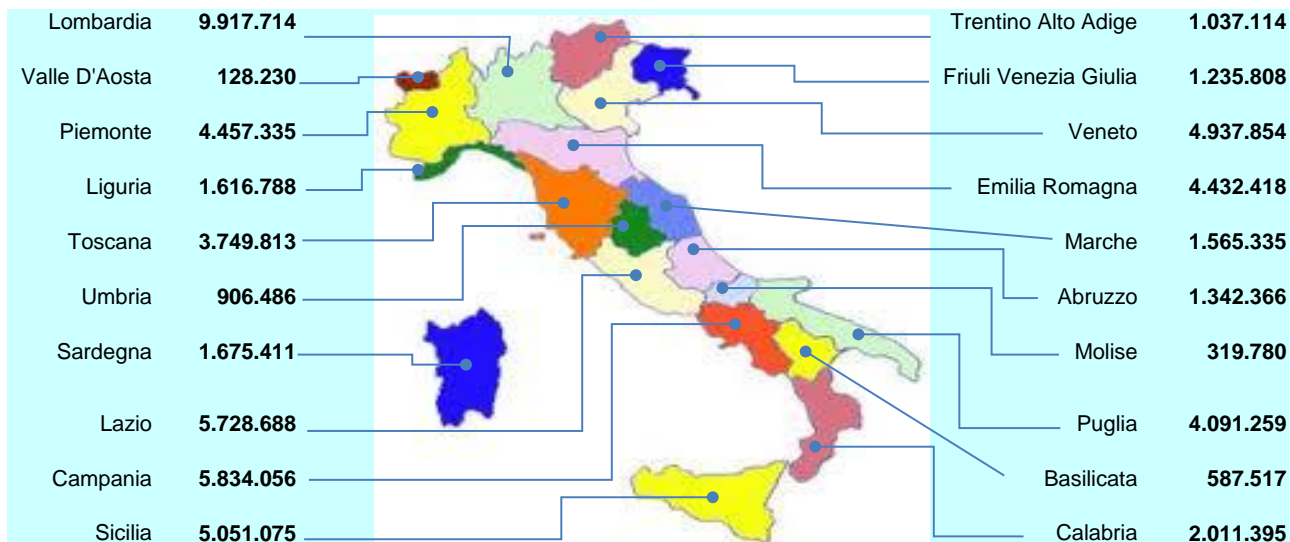 Lombardia 9.917.714
Valle D'Aosta 128.230
Piemonte 4.457.335
Liguria 1.616.788
Toscana 3.749.813
Umbria 906.486
Sardegna 1.675.411
Lazio 5.728.688
Campania 5.834.056
Sicilia 5.051.075
Trentino Alto Adige 1.037.114
Friuli Venezia Giulia 1.235.808
Veneto 4.937.854
Emilia Romagna 4.432.418
Marche 1.565.335
Abruzzo 1.342.366
Molise 319.780
Puglia 4.091.259
Basilicata 587.517
Calabria 2.011.395